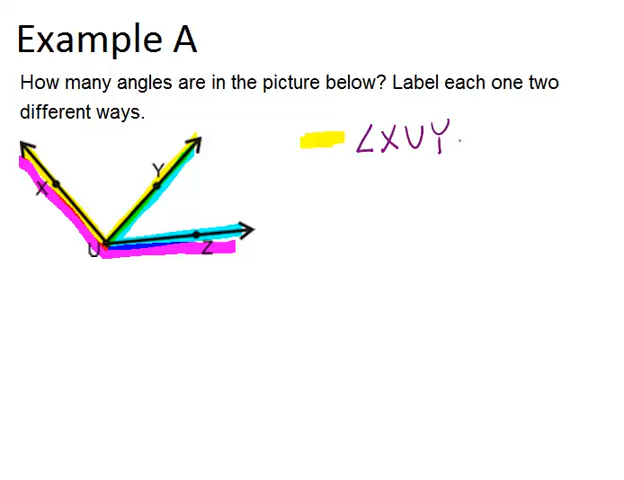 Example A
How many angles are in the picture below? Label each one two
different ways.
∠XUY
Y
X
U
Z